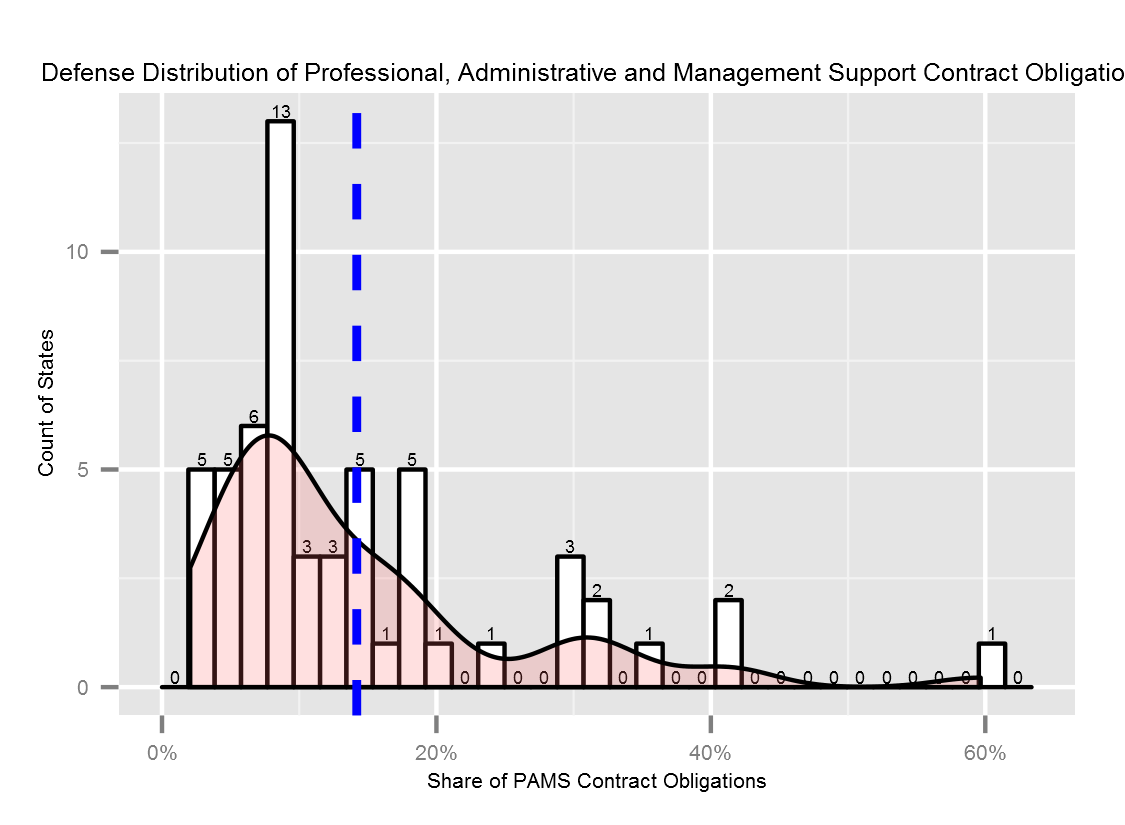 Defense Distribution of Professional, Administrative and Management Support Contract Obligatio
13
10
6
5 5 5 5
5
3 3 3
2 2
1 1 1 1 1
0 0 0 0 0 0 0 0 0 0 0 0 0 0 0 0 0
0
Count of States
0% 20% 40% 60%
Share of PAMS Contract Obligations